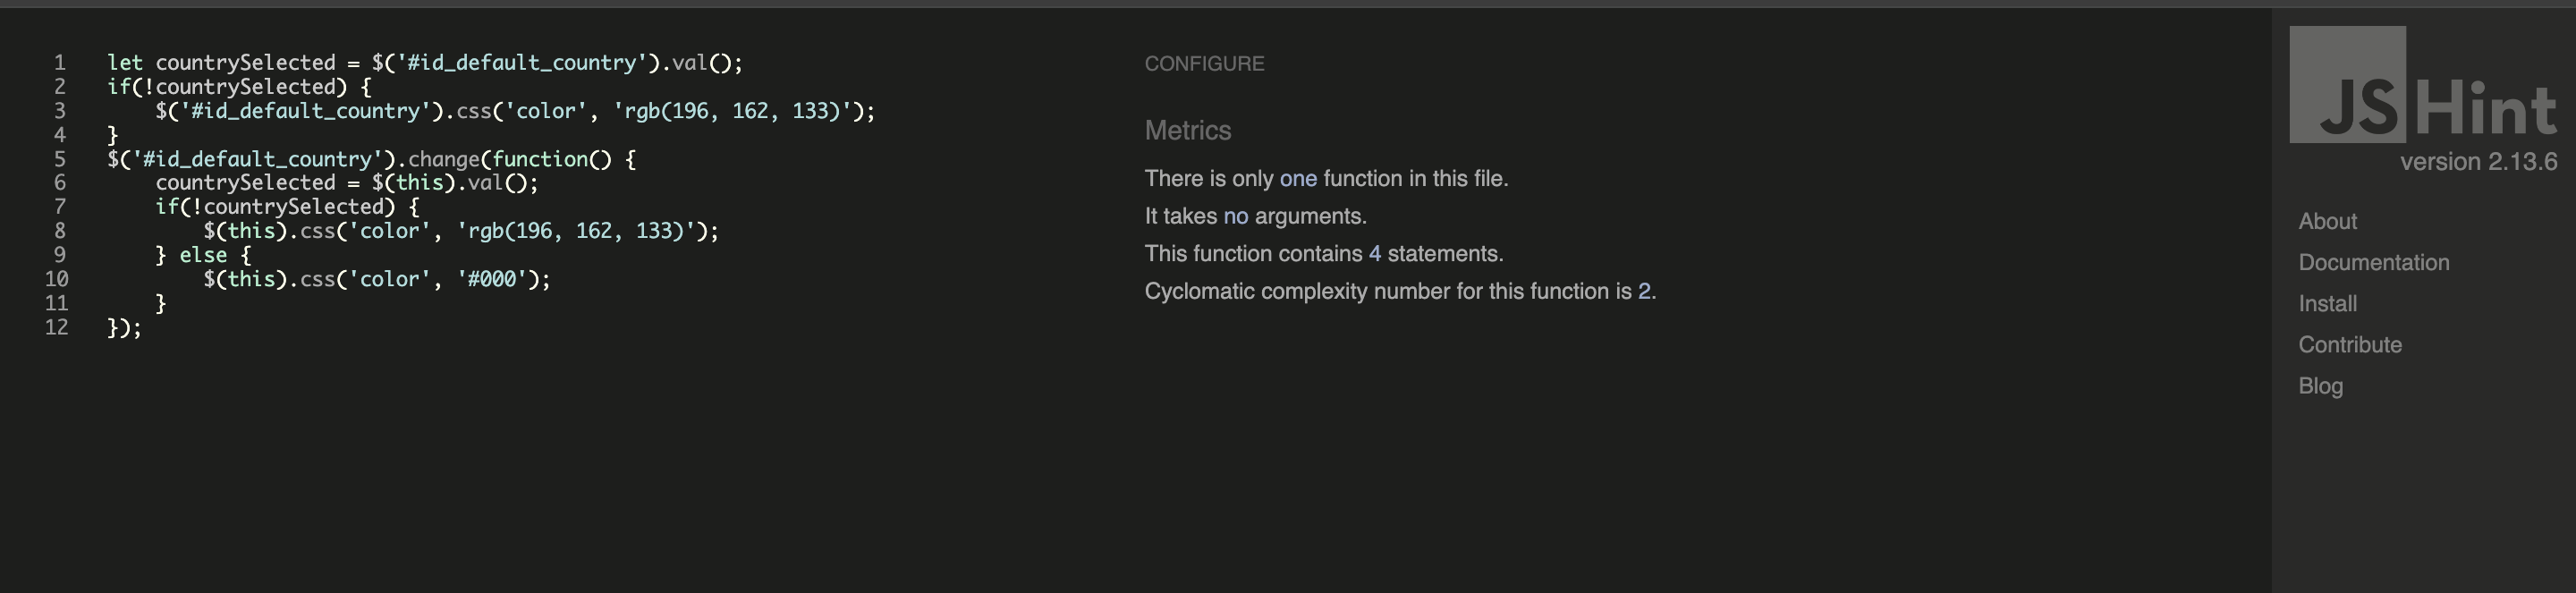 1 let countrySelected = $('#id_default_country').val();
2 if(!countrySelected) {
3     $('#id_default_country').css('color', 'rgb(196, 162, 133)');
4 }
5 $('#id_default_country').change(function() {
6     countrySelected = $(this).val();
7     if(!countrySelected) {
8         $(this).css('color', 'rgb(196, 162, 133)');
9     } else {
10         $(this).css('color', '#000');
11     }
12 });
CONFIGURE
Metrics
There is only one function in this file.
It takes no arguments.
This function contains 4 statements.
Cyclomatic complexity number for this function is 2.
JSHint
version 2.13.6
About
Documentation
Install
Contribute
Blog